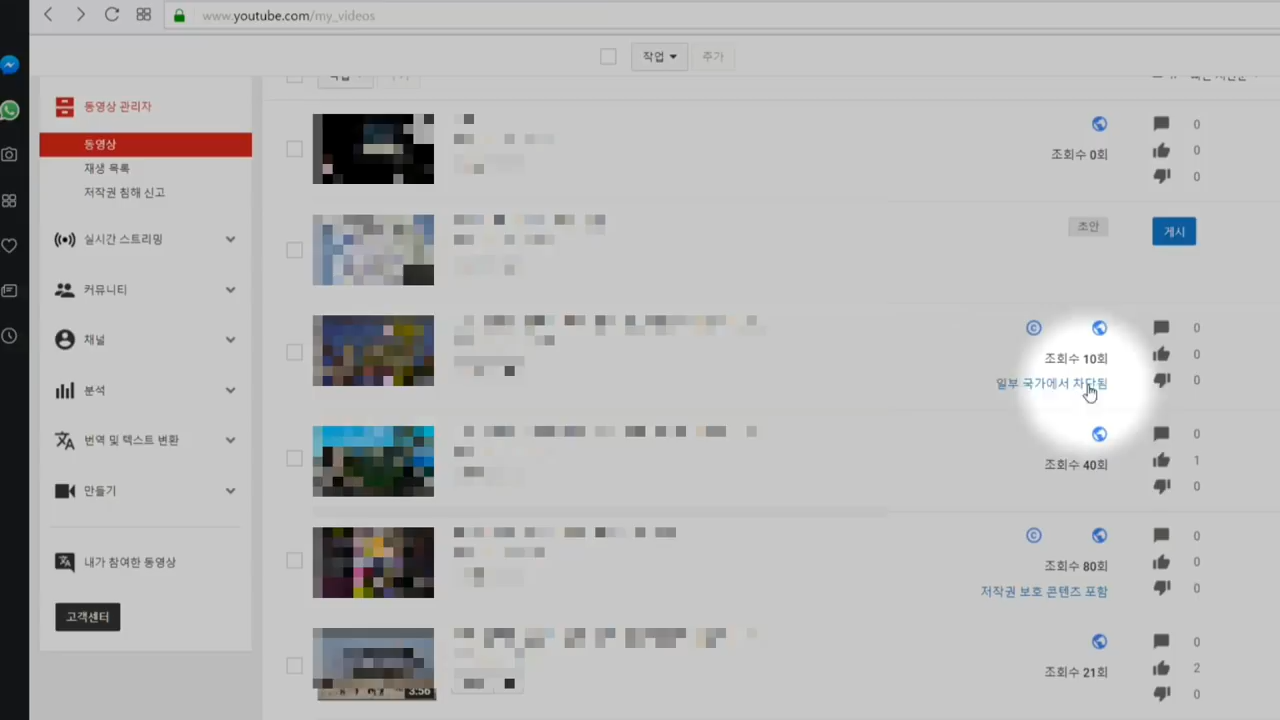 www.youtube.com/my_videos
작업
추가
동영상 관리자
동영상
재생 목록
저작권 침해 신고
실시간 스트리밍
커뮤니티
채널
분석
번역 및 텍스트 변환
만들기
내가 참여한 동영상
고객센터
0
조회수 0회
0
0
초안
게시
0
조회수 10회
0
일부 국가에서 차단됨
0
0
조회수 40회
1
0
0
조회수 80회
0
저작권 보호 콘텐츠 포함
0
3:56
0
조회수 21회
2
0